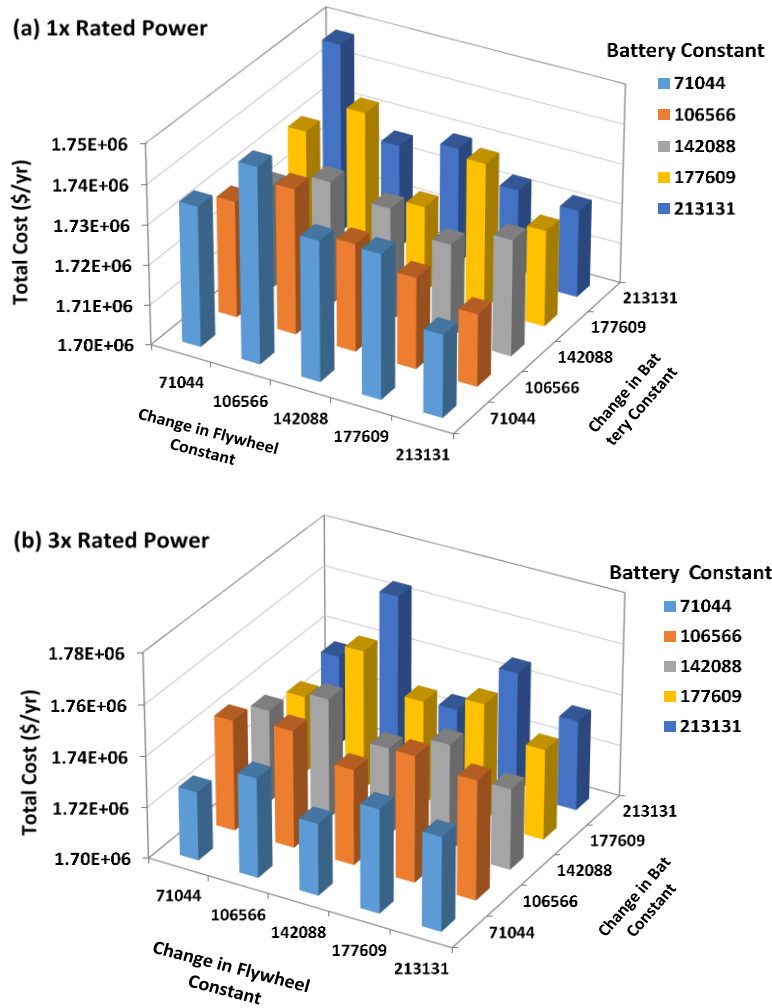 (a) 1x Rated Power
Battery Constant
71044
106566
142088
177609
213131
Total Cost ($/yr)
1.75E+06
1.74E+06
1.73E+06
1.72E+06
1.71E+06
1.70E+06
71044
106566
142088
177609
213131
Change in Flywheel
Constant
213131
177609
142088
106566
71044
Change in Bat
tery Constant
(b) 3x Rated Power
Battery Constant
71044
106566
142088
177609
213131
Total Cost ($/yr)
1.78E+06
1.76E+06
1.74E+06
1.72E+06
1.70E+06
71044
106566
142088
177609
213131
Change in Flywheel
Constant
213131
177609
142088
106566
71044
Change in Bat
Constant